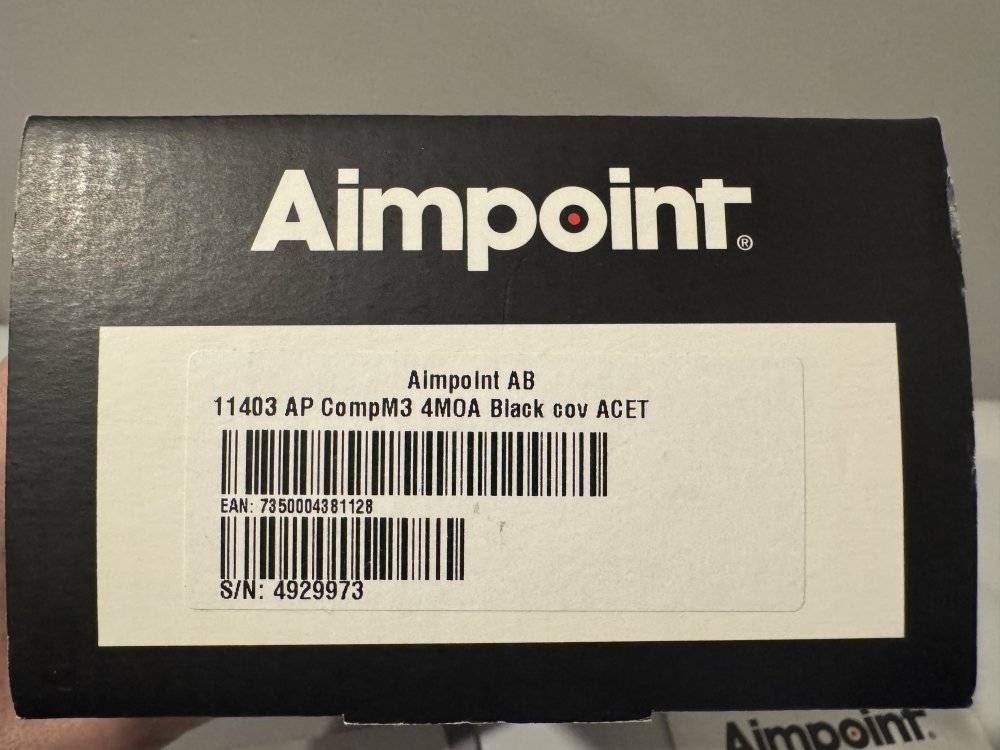 Aimpoint®
Aimpoint AB
11403 AP CompM3 4MOA Black cov ACET
EAN: 7350004381128
S/N: 4929973
Aimpoint.